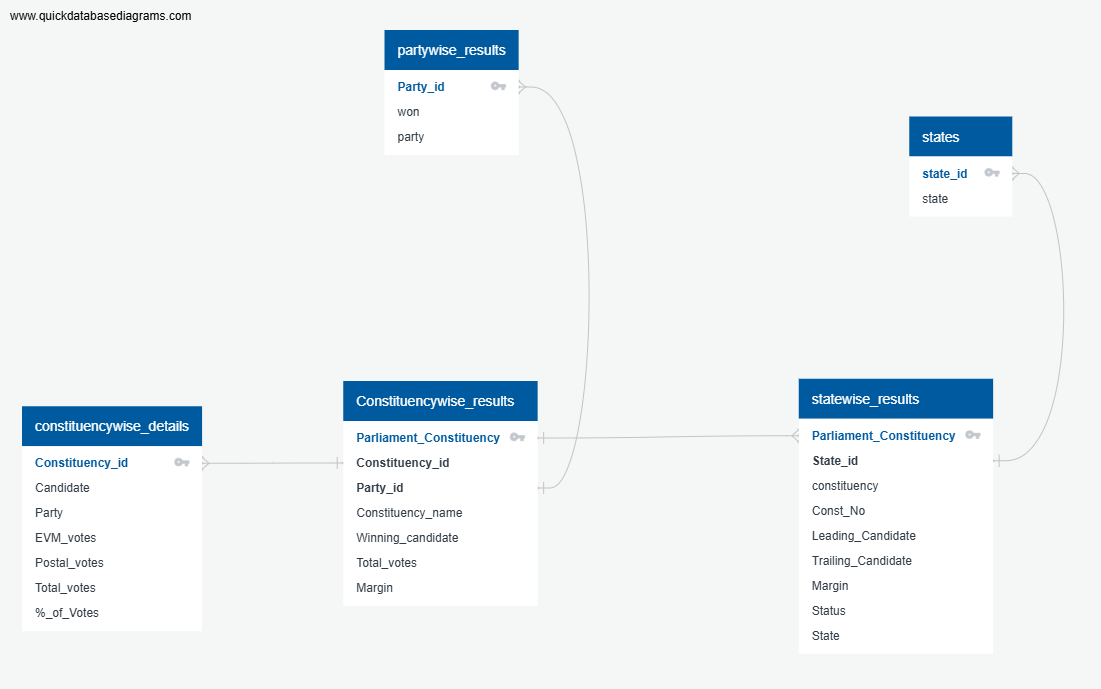 www.quickdatabasediagrams.com
partywise_results
Party_id
won
party
states
state_id
state
constituencywise_details
Constituency_id
Candidate
Party
EVM_votes
Postal_votes
Total_votes
%_of_Votes
Constituencywise_results
Parliament_Constituency
Constituency_id
Party_id
Constituency_name
Winning_candidate
Total_votes
Margin
statewise_results
Parliament_Constituency
State_id
constituency
Const_No
Leading_Candidate
Trailing_Candidate
Margin
Status
State